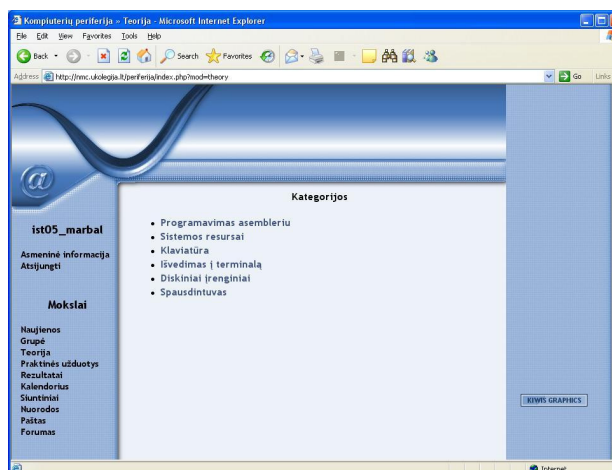 Kompiuterių periferija » Teorija - Microsoft Internet Explorer
File Edit View Favorites Tools Help
Back Search Favorites
Address http://nmc.ukolegija.lt/periferija/index.php?mod=theory Go Links
@
Kategorijos
ist05_marbal
Asmeninė informacija
Atsijungti
• Programavimas asembleriu
• Sistemos resursai
• Klaviatūra
• Išvedimas į terminalą
• Diskiniai įrenginiai
• Spausdintuvas
Mokslai
Naujienos
Grupė
Teorija
Praktinės užduotys
Rezultatai
Kalendorius
Siuntiniai
Nuorodos
Paštas
Forumas
KIWIS GRAPHICS
Internet